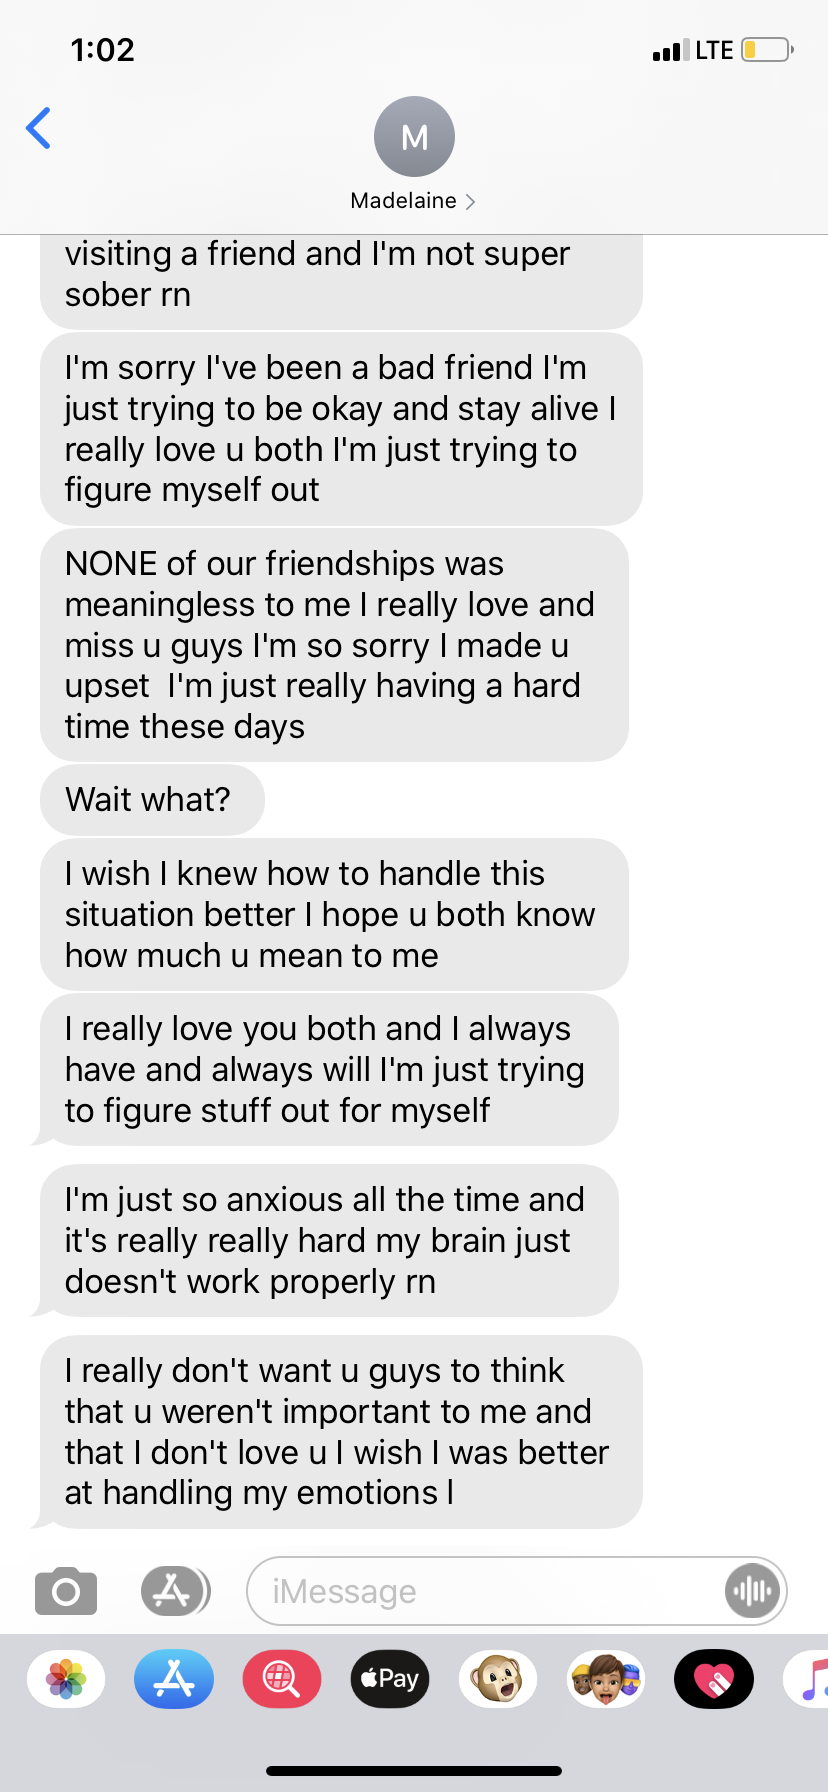 1:02
LTE
M
Madelaine
visiting a friend and I'm not super
sober rn
I'm sorry I've been a bad friend I'm
just trying to be okay and stay alive I
really love u both I'm just trying to
figure myself out
NONE of our friendships was
meaningless to me I really love and
miss u guys I'm so sorry I made u
upset  I'm just really having a hard
time these days
Wait what?
I wish I knew how to handle this
situation better I hope u both know
how much u mean to me
I really love you both and I always
have and always will I'm just trying
to figure stuff out for myself
I'm just so anxious all the time and
it's really really hard my brain just
doesn't work properly rn
I really don't want u guys to think
that u weren't important to me and
that I don't love u I wish I was better
at handling my emotions I
iMessage
Pay